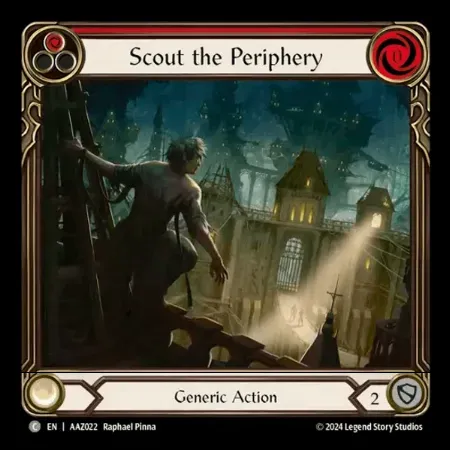 Scout the Periphery
Generic Action
2
C EN | AAZ022 Raphael Pinna
© 2024 Legend Story Studios